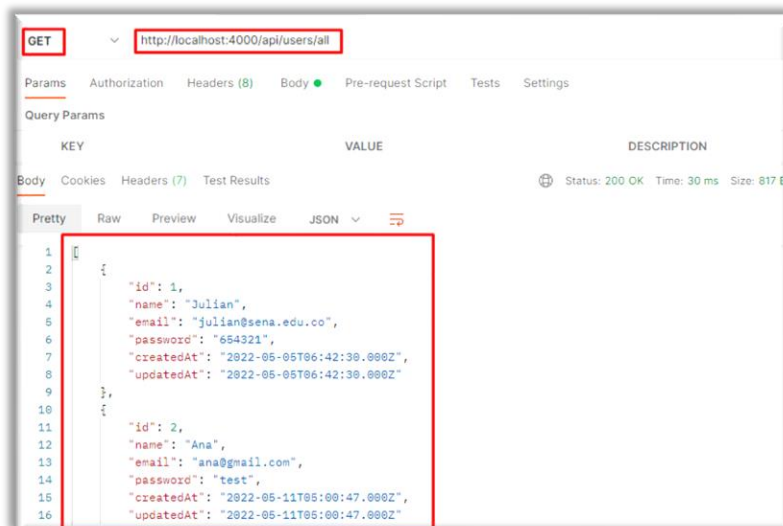 GET http://localhost:4000/api/users/all
Params Authorization Headers (8) Body Pre-request Script Tests Settings
Query Params
KEY VALUE DESCRIPTION
Body Cookies Headers (7) Test Results Status: 200 OK Time: 30 ms Size: 817 B
Pretty Raw Preview Visualize JSON
1 [
2 {
3 "id": 1,
4 "name": "Julian",
5 "email": "julian@sena.edu.co",
6 "password": "654321",
7 "createdAt": "2022-05-05T06:42:30.000Z",
8 "updatedAt": "2022-05-05T06:42:30.000Z"
9 },
10 {
11 "id": 2,
12 "name": "Ana",
13 "email": "ana@gmail.com",
14 "password": "test",
15 "createdAt": "2022-05-11T05:00:47.000Z",
16 "updatedAt": "2022-05-11T05:00:47.000Z"